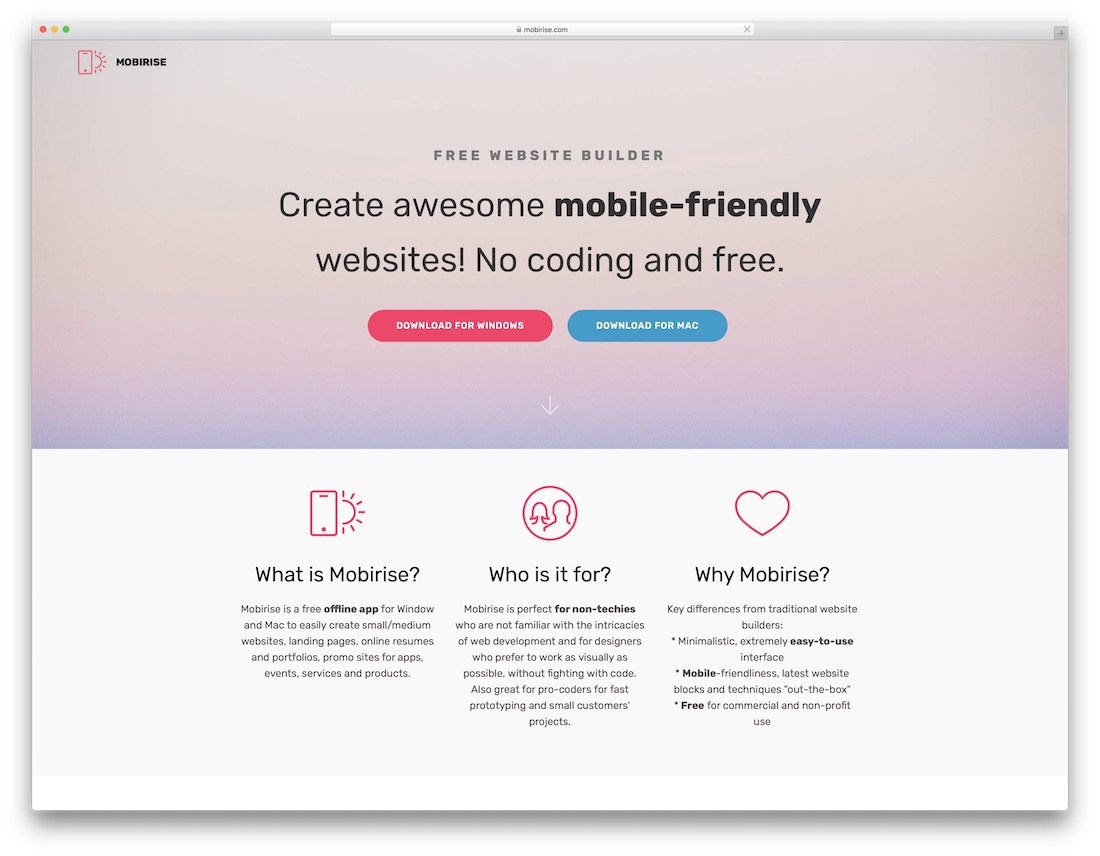 mobirise.com
MOBIRISE
FREE WEBSITE BUILDER
Create awesome mobile-friendly
websites! No coding and free.
DOWNLOAD FOR WINDOWS
DOWNLOAD FOR MAC
What is Mobirise?
Mobirise is a free offline app for Window
and Mac to easily create small/medium
websites, landing pages, online resumes
and portfolios, promo sites for apps,
events, services and products.
Who is it for?
Mobirise is perfect for non-techies
who are not familiar with the intricacies
of web development and for designers
who prefer to work as visually as
possible, without fighting with code.
Also great for pro-coders for fast
prototyping and small customers'
projects.
Why Mobirise?
Key differences from traditional website
builders:
* Minimalistic, extremely easy-to-use
interface
* Mobile-friendliness, latest website
blocks and techniques "out-the-box"
* Free for commercial and non-profit
use